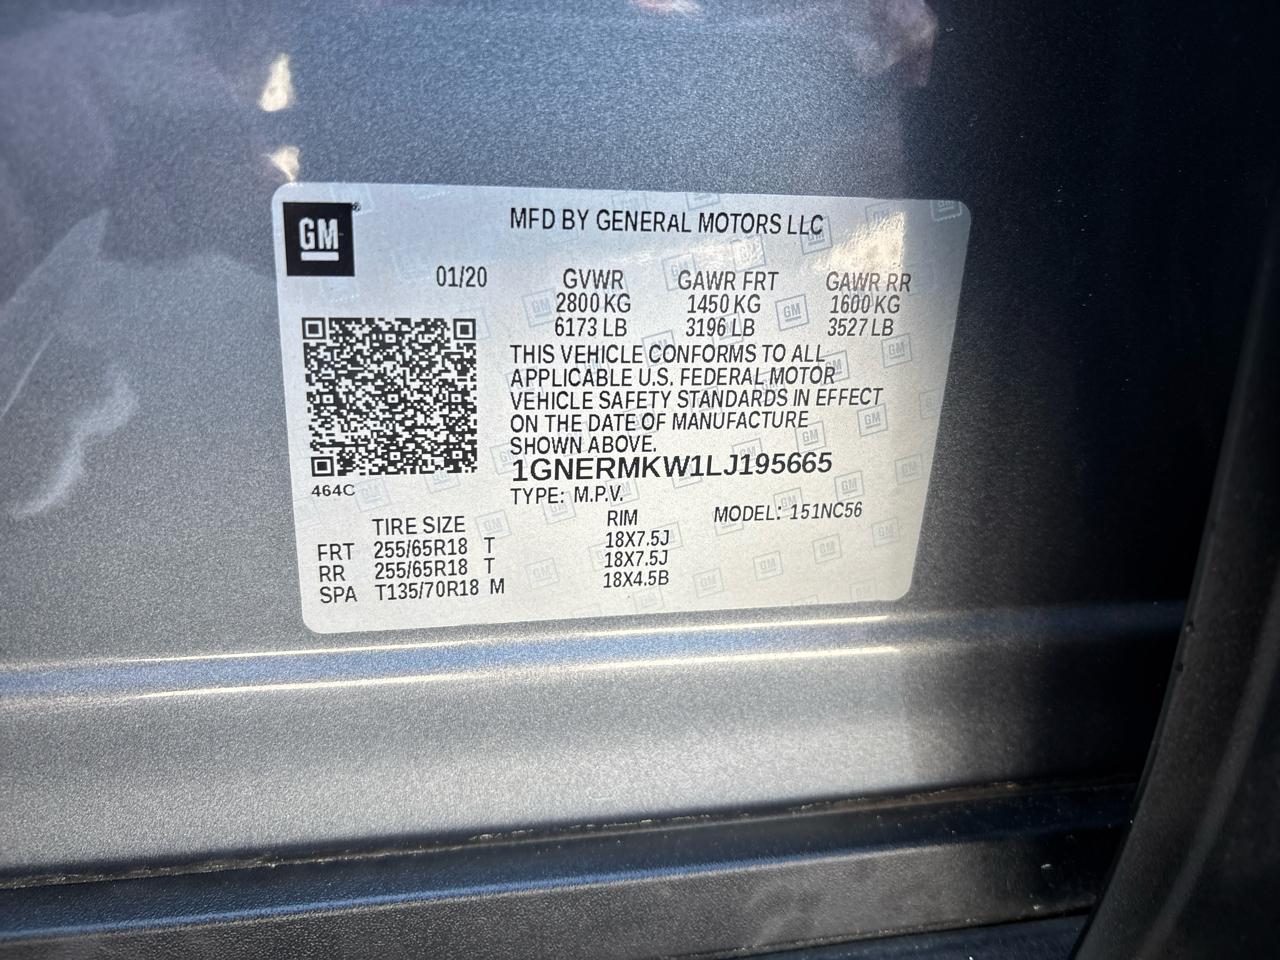 GM
MFD BY GENERAL MOTORS LLC
01/20 GVWR GAWR FRT GAWR RR
2800 KG 1450 KG 1600 KG
6173 LB 3196 LB 3527 LB
THIS VEHICLE CONFORMS TO ALL
APPLICABLE U.S. FEDERAL MOTOR
VEHICLE SAFETY STANDARDS IN EFFECT
ON THE DATE OF MANUFACTURE
SHOWN ABOVE.
1GNERMKW1LJ195665
464C
TYPE: M.P.V. MODEL: 151NC56
TIRE SIZE RIM
FRT 255/65R18 T 18X7.5J
RR 255/65R18 T 18X7.5J
SPA T135/70R18 M 18X4.5B